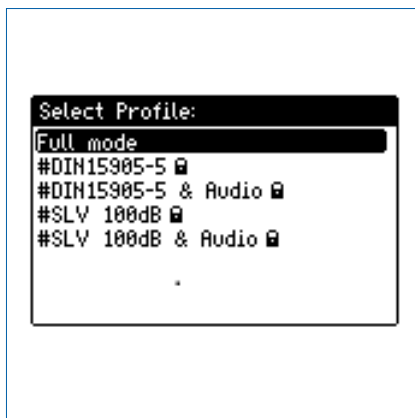 Select Profile:
Full mode
#DIN15905-5
#DIN15905-5 & Audio
#SLV 100dB
#SLV 100dB & Audio